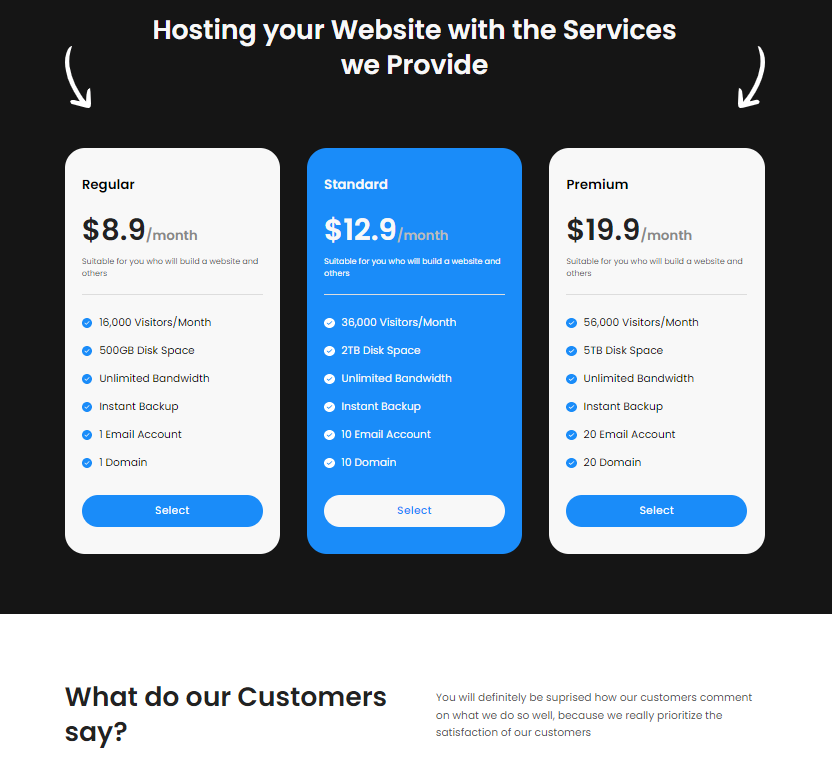 Hosting your Website with the Services
we Provide
Regular
$8.9/month
Suitable for you who will build a website and
others
16,000 Visitors/Month
500GB Disk Space
Unlimited Bandwidth
Instant Backup
1 Email Account
1 Domain
Select
Standard
$12.9/month
Suitable for you who will build a website and
others
36,000 Visitors/Month
2TB Disk Space
Unlimited Bandwidth
Instant Backup
10 Email Account
10 Domain
Select
Premium
$19.9/month
Suitable for you who will build a website and
others
56,000 Visitors/Month
5TB Disk Space
Unlimited Bandwidth
Instant Backup
20 Email Account
20 Domain
Select
What do our Customers
say?
You will definitely be suprised how our customers comment
on what we do so well, because we really prioritize the
satisfaction of our customers